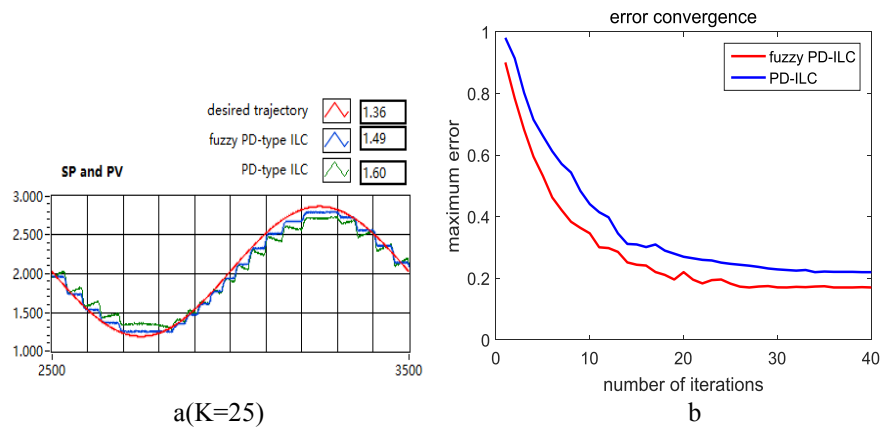 desired trajectory 1.36
fuzzy PD-type ILC 1.49
PD-type ILC 1.60
SP and PV
3.000
2.500
2.000
1.500
1.000
2500 3500
a(K=25)
error convergence
fuzzy PD-ILC
PD-ILC
1
0.8
0.6
0.4
0.2
0
maximum error
0 10 20 30 40
number of iterations
b